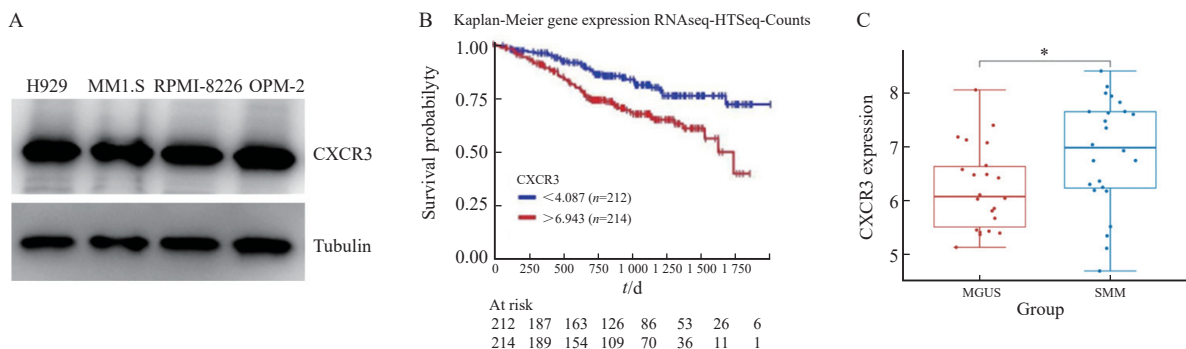 A
H929 MM1.S RPMI-8226 OPM-2
CXCR3
Tubulin
B
Kaplan-Meier gene expression RNAseq-HTSeq-Counts
Survival probabilyty
1.00
0.75
0.50
0.25
0.00
CXCR3
<4.087 (n=212)
>6.943 (n=214)
0 250 500 750 1 000 1 250 1 500 1 750
t/d
At risk
212 187 163 126 86 53 26 6
214 189 154 109 70 36 11 1
C
*
CXCR3 expression
8
7
6
5
MGUS SMM
Group